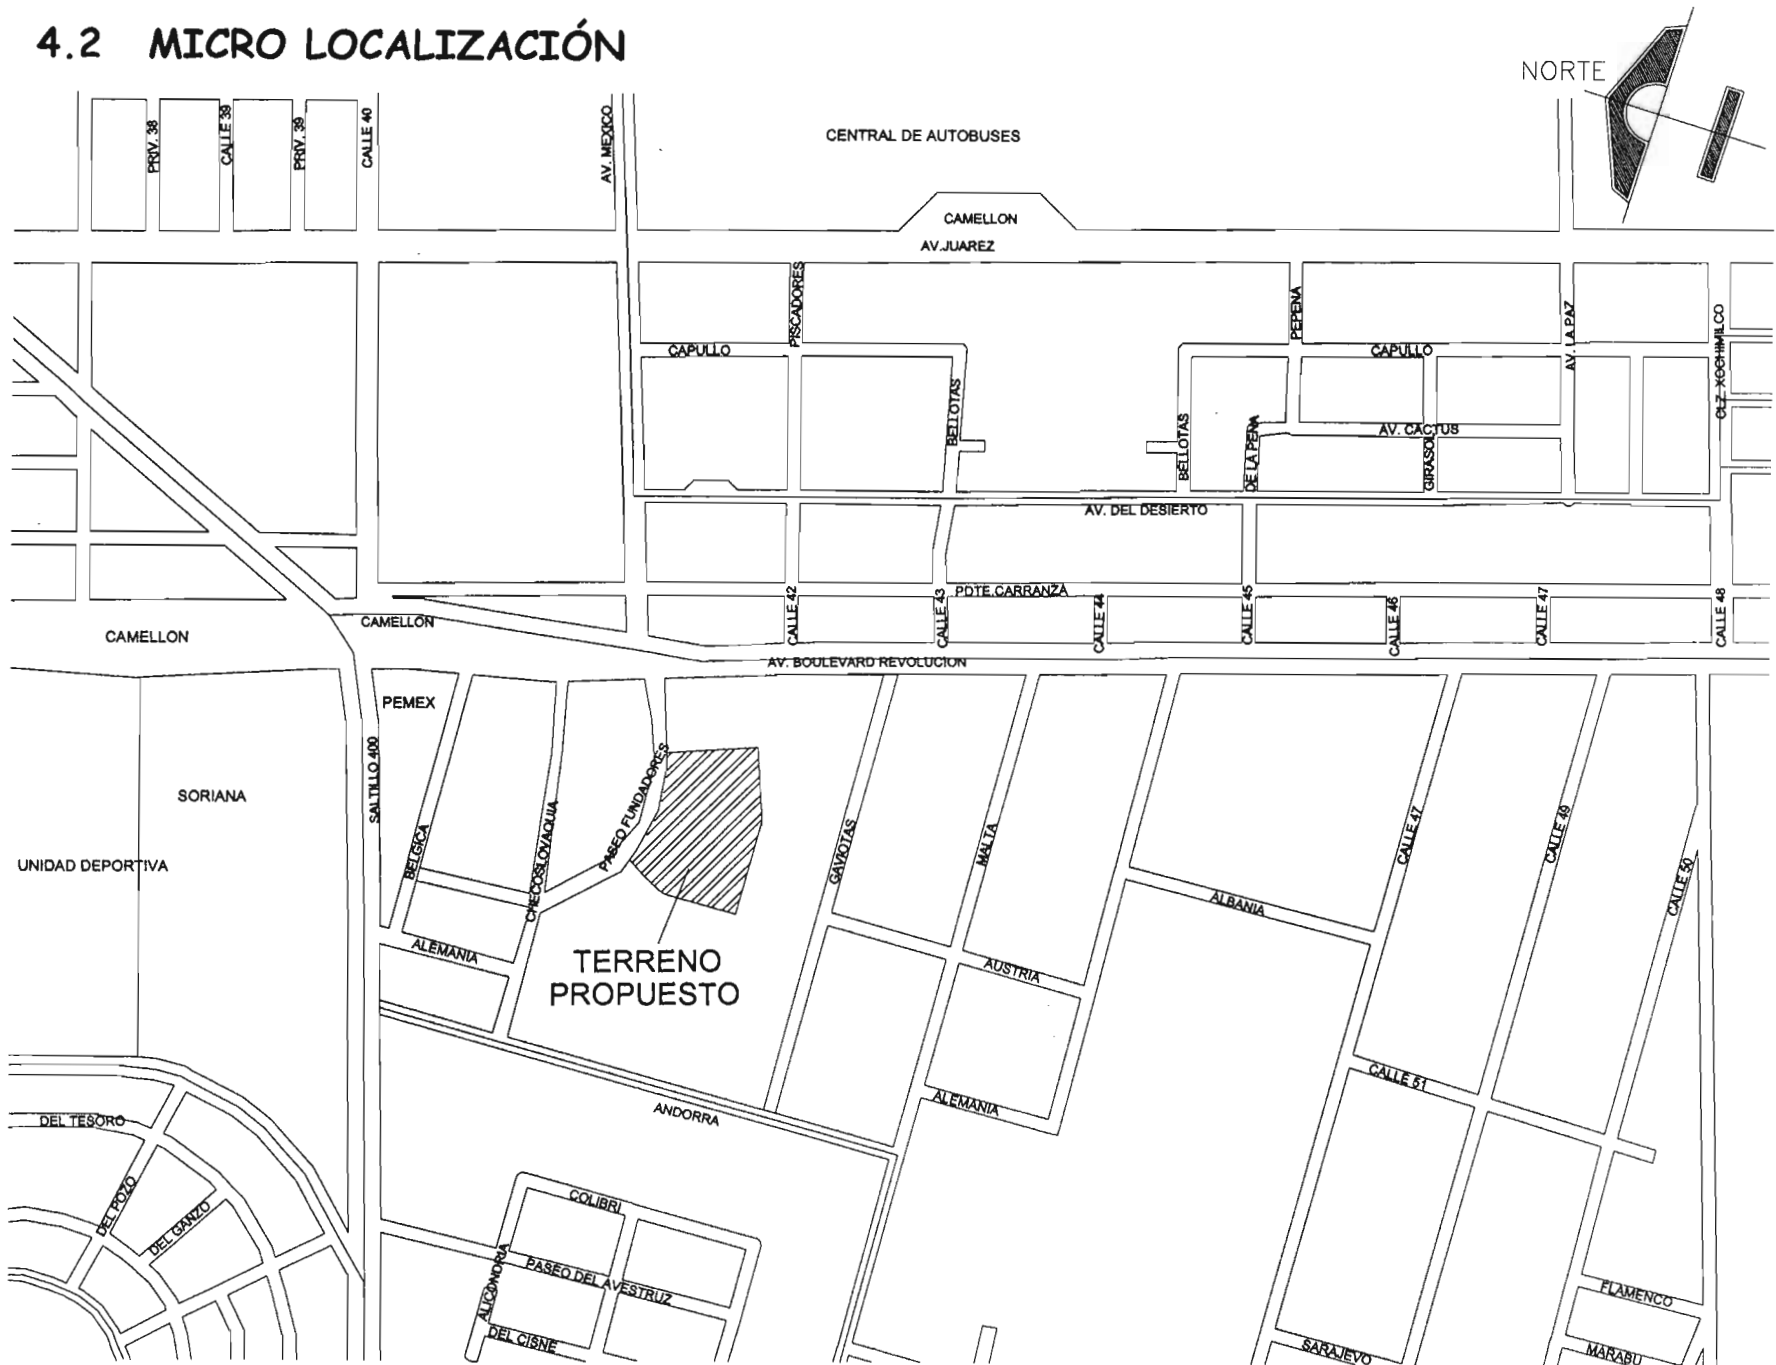 4.2 MICRO LOCALIZACIÓN
NORTE
PRIV. 38
CALLE 39
PRIV. 39
CALLE 40
AV. MEXICO
CENTRAL DE AUTOBUSES
CAMELLON
AV.JUAREZ
PISCADORES
PEPENA
AV. LA PAZ
CLZ. XOCHIMILCO
CAPULLO
CAPULLO
BELLOTAS
BELLOTAS
DE LA PEÑA
AV. CACTUS
GIRASOL
AV. DEL DESIERTO
PDTE.CARRANZA
CALLE 42
CALLE 43
CALLE 44
CALLE 45
CALLE 46
CALLE 47
CALLE 48
CAMELLON
CAMELLON
AV. BOULEVARD REVOLUCION
PEMEX
SALTILLO 400
SORIANA
UNIDAD DEPORTIVA
BELGICA
CHECOSLOVAQUIA
PASEO FUNDADORES
GAVIOTAS
MALTA
CALLE 47
CALLE 49
CALLE 50
ALBANIA
ALEMANIA
TERRENO
PROPUESTO
AUSTRIA
CALLE 51
ALEMANIA
ANDORRA
DEL TESORO
DEL POZO
DEL GANZO
COLIBRI
ALICONDRIA
PASEO DEL AVESTRUZ
DEL CISNE
FLAMENCO
SARAJEVO
MARABU